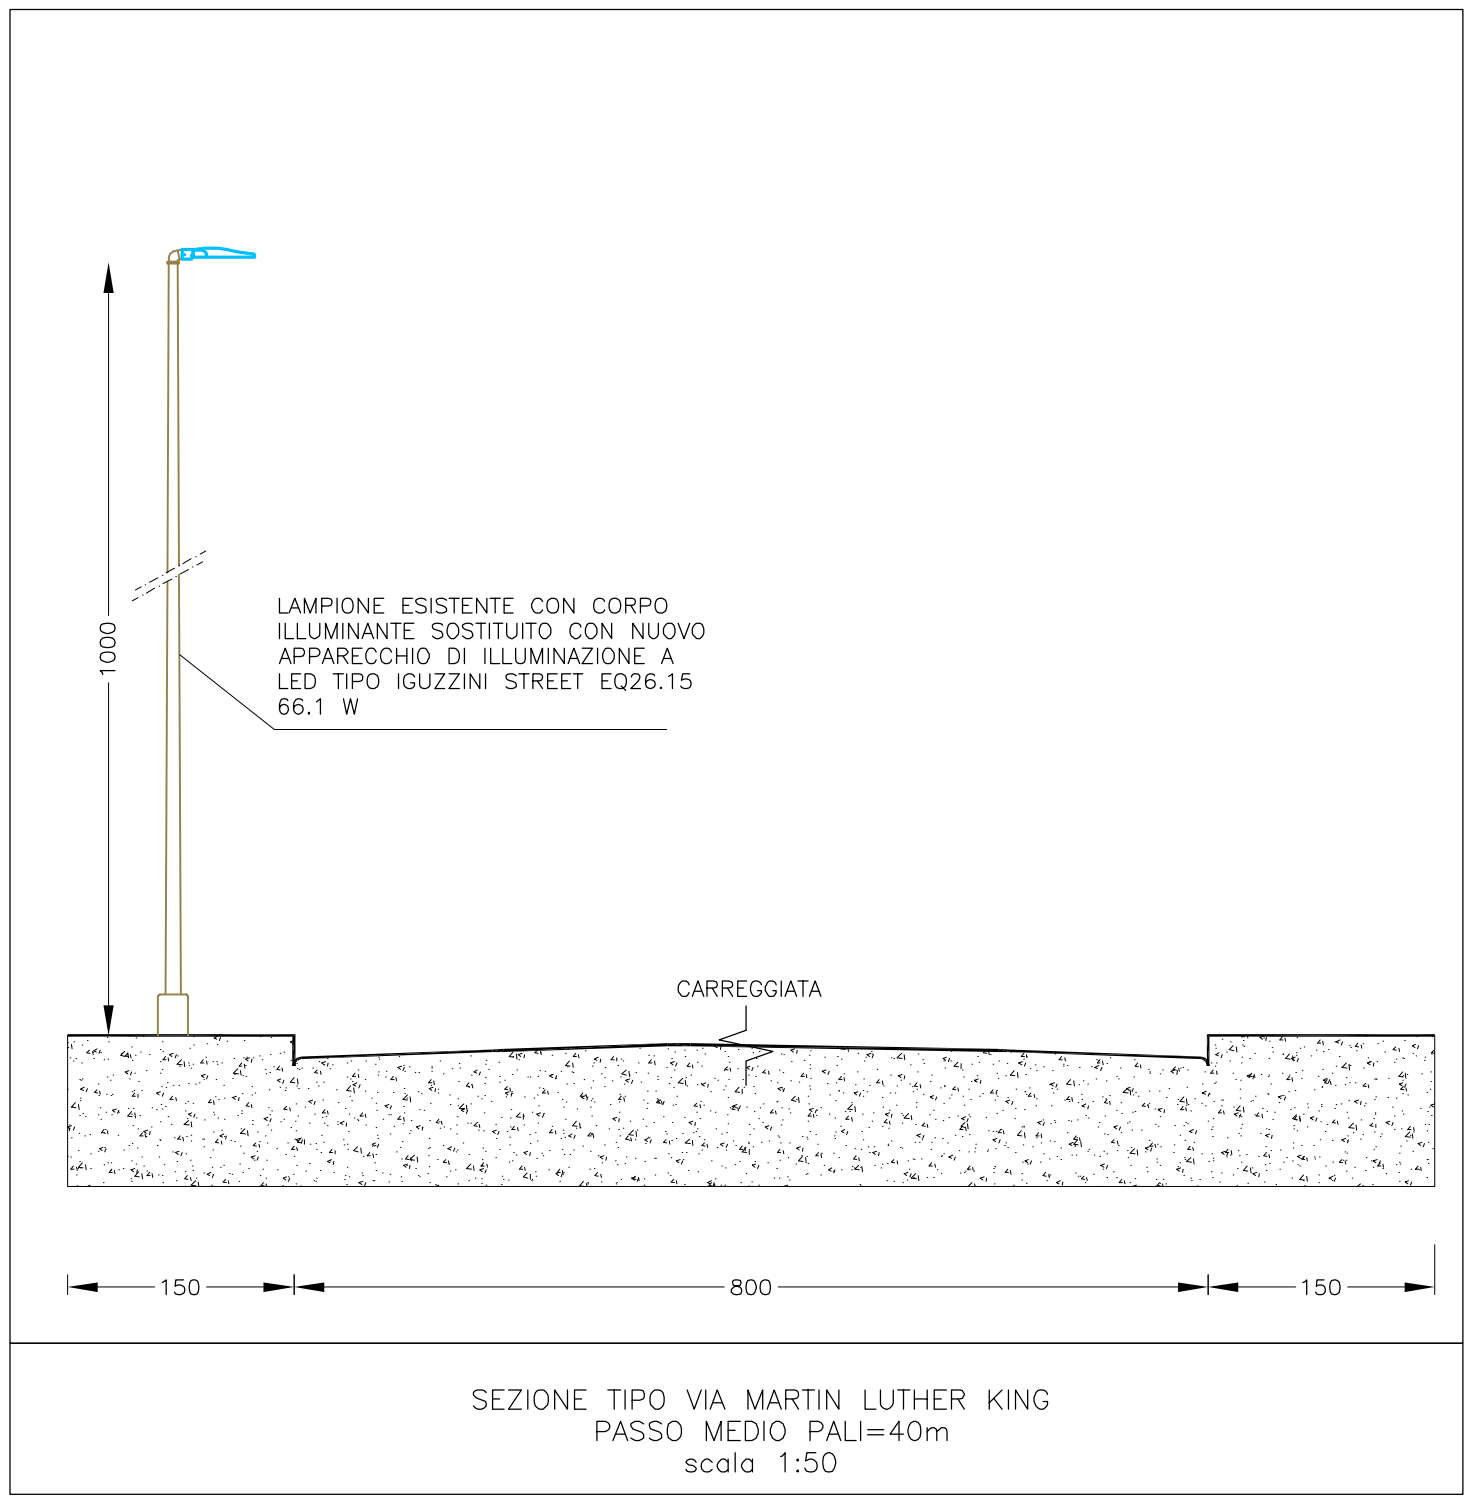 1000
LAMPIONE ESISTENTE CON CORPO
ILLUMINANTE SOSTITUITO CON NUOVO
APPARECCHIO DI ILLUMINAZIONE A
LED TIPO IGUZZINI STREET EQ26.15
66.1 W
CARREGGIATA
150 800 150
SEZIONE TIPO VIA MARTIN LUTHER KING
PASSO MEDIO PALI=40m
scala 1:50